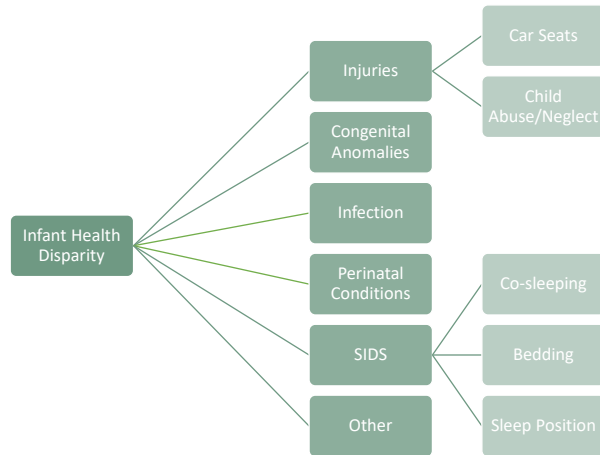 Infant Health
Disparity
Injuries
Car Seats
Child
Abuse/Neglect
Congenital
Anomalies
Infection
Perinatal
Conditions
SIDS
Co-sleeping
Bedding
Sleep Position
Other